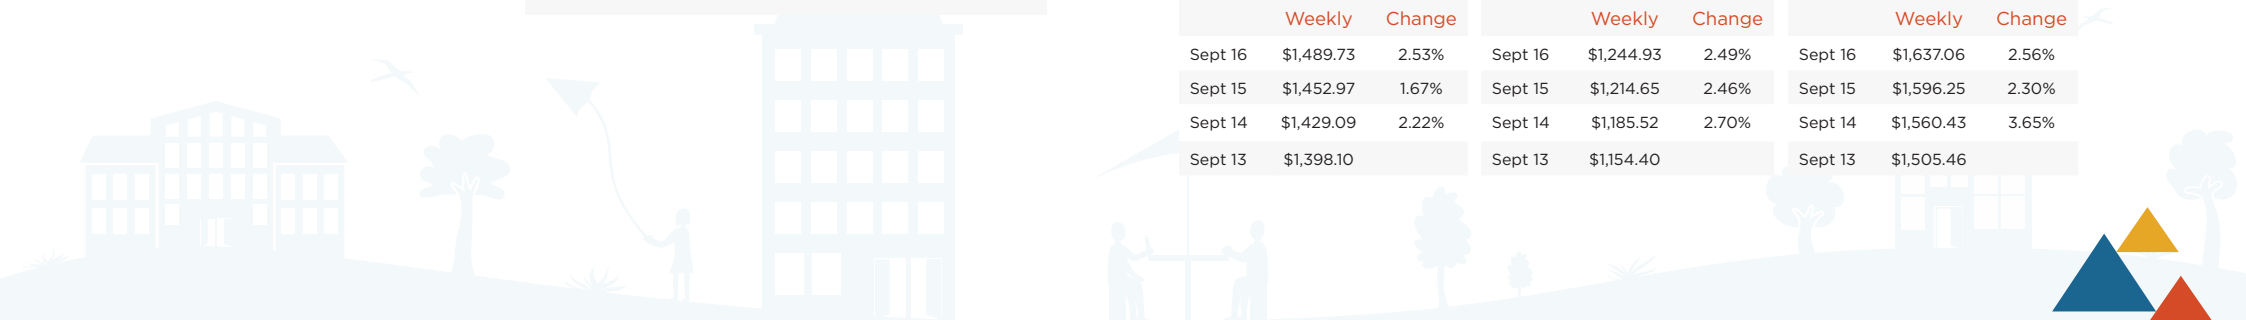 Weekly Change Weekly Change Weekly Change
Sept 16 $1,489.73 2.53% Sept 16 $1,244.93 2.49% Sept 16 $1,637.06 2.56%
Sept 15 $1,452.97 1.67% Sept 15 $1,214.65 2.46% Sept 15 $1,596.25 2.30%
Sept 14 $1,429.09 2.22% Sept 14 $1,185.52 2.70% Sept 14 $1,560.43 3.65%
Sept 13 $1,398.10 Sept 13 $1,154.40 Sept 13 $1,505.46